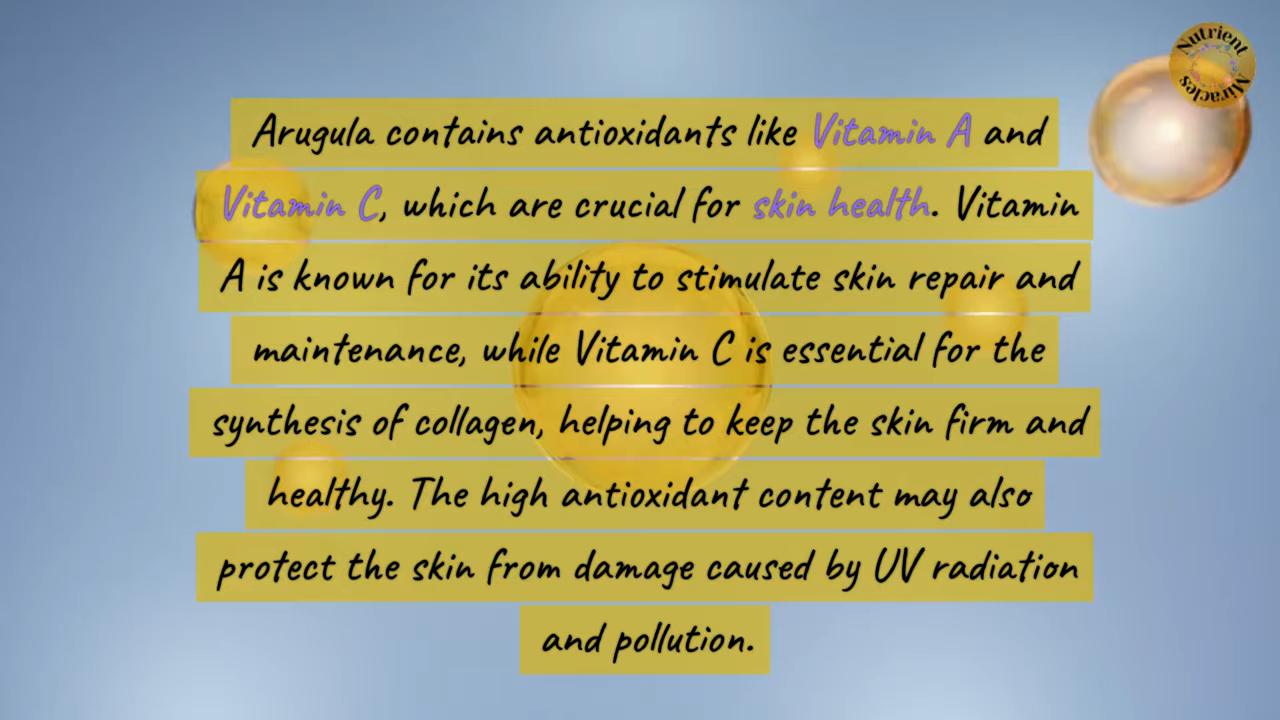 Nutrient
Miracles
Arugula contains antioxidants like Vitamin A and
Vitamin C, which are crucial for skin health. Vitamin
A is known for its ability to stimulate skin repair and
maintenance, while Vitamin C is essential for the
synthesis of collagen, helping to keep the skin firm and
healthy. The high antioxidant content may also
protect the skin from damage caused by UV radiation
and pollution.